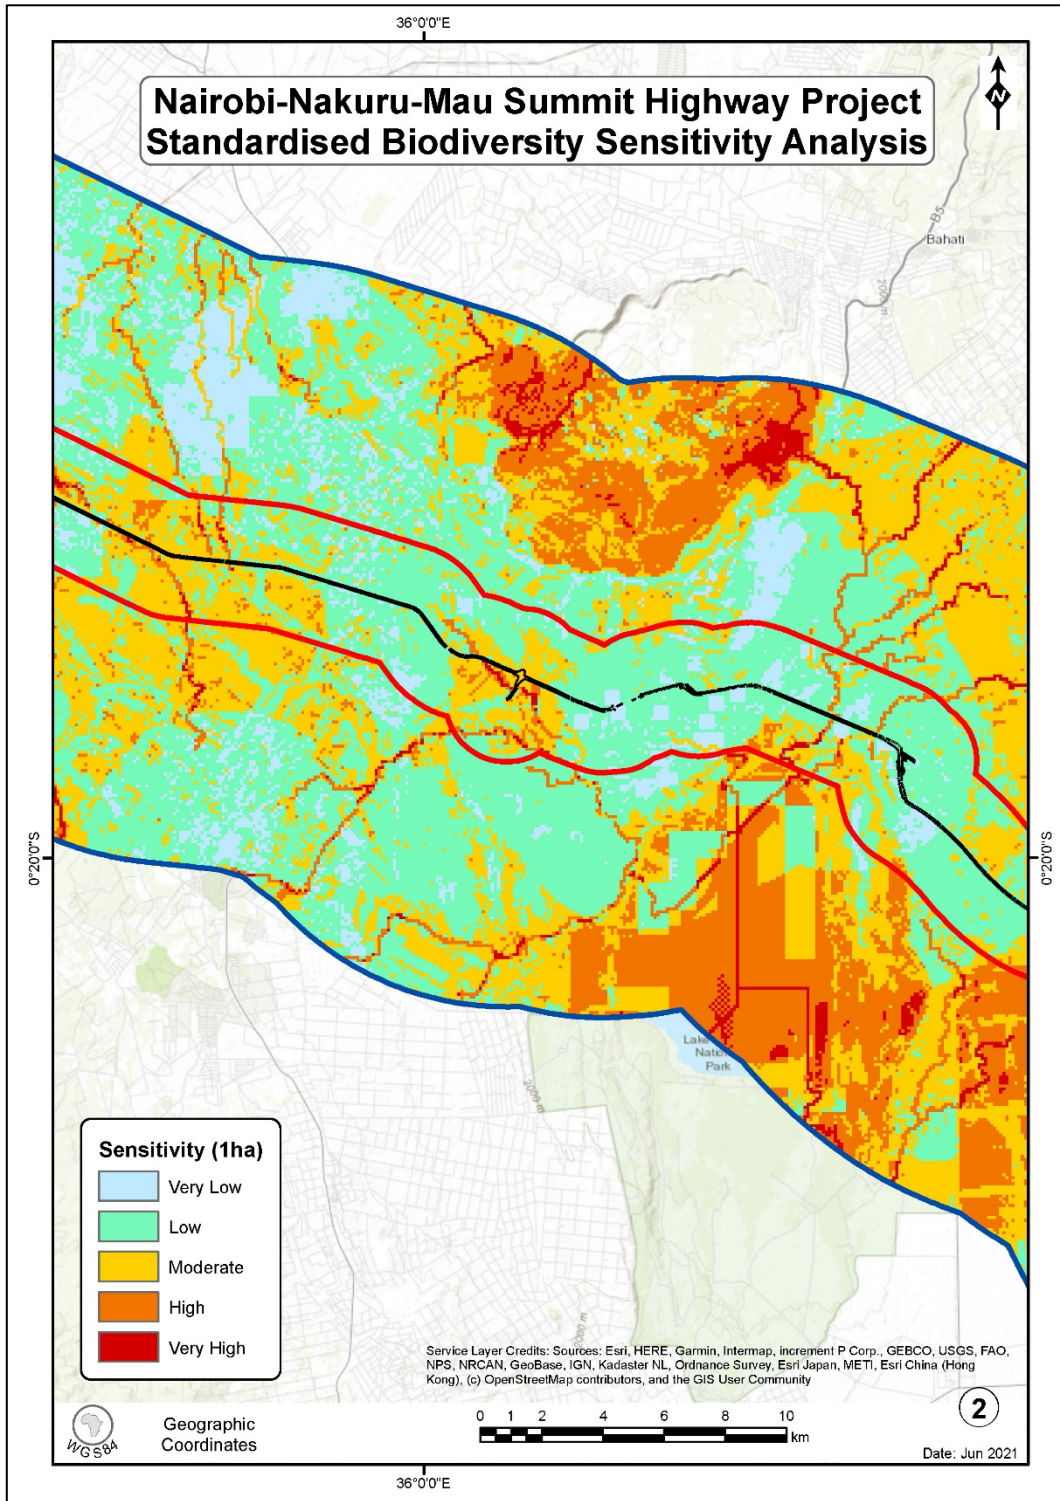 36°0'0"E
Nairobi-Nakuru-Mau Summit Highway Project
Standardised Biodiversity Sensitivity Analysis
N
B5
Bahati
0°20'0"S
0°20'0"S
Lake
Park
2000 m
2000 m
Sensitivity (1ha)
Very Low
Low
Moderate
High
Very High
Service Layer Credits: Sources: Esri, HERE, Garmin, Intermap, increment P Corp., GEBCO, USGS, FAO,
NPS, NRCAN, GeoBase, IGN, Kadaster NL, Ordnance Survey, Esri Japan, METI, Esri China (Hong
Kong), (c) OpenStreetMap contributors, and the GIS User Community
WGS84
Geographic
Coordinates
0 1 2 4 6 8 10
km
2
Date: Jun 2021
36°0'0"E